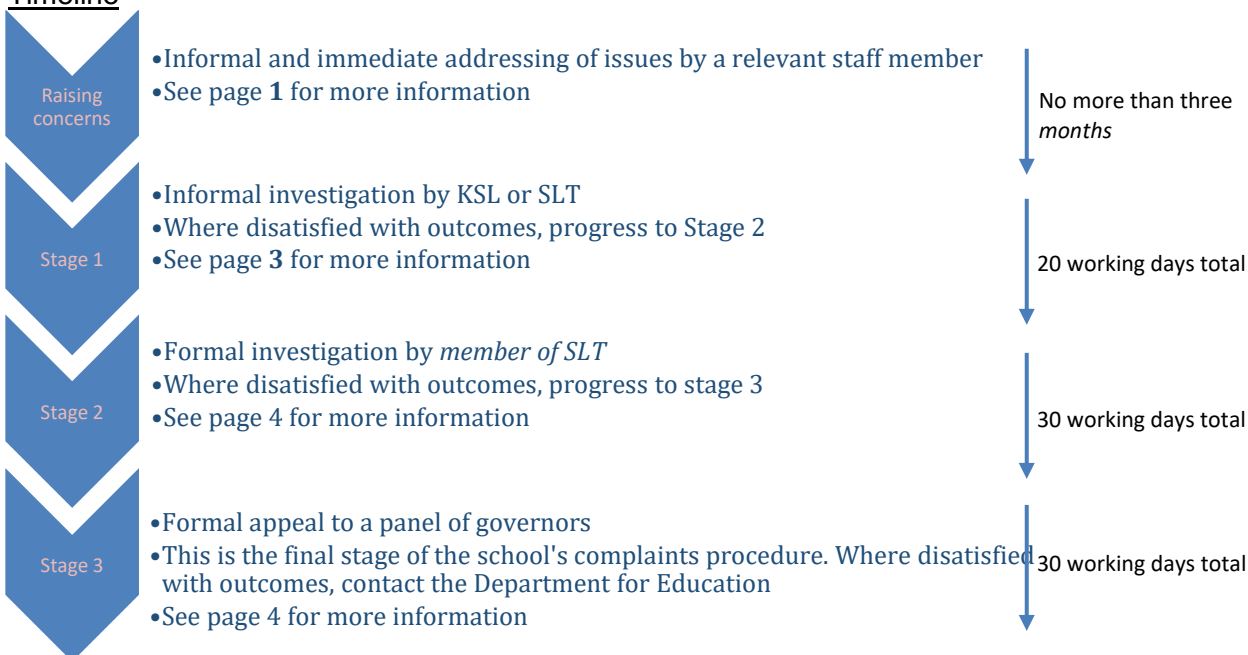 Timeline
Raising
concerns
•Informal and immediate addressing of issues by a relevant staff member
•See page 1 for more information
No more than three
months
Stage 1
•Informal investigation by KSL or SLT
•Where disatisfied with outcomes, progress to Stage 2
•See page 3 for more information
20 working days total
Stage 2
•Formal investigation by member of SLT
•Where disatisfied with outcomes, progress to stage 3
•See page 4 for more information
30 working days total
Stage 3
•Formal appeal to a panel of governors
•This is the final stage of the school's complaints procedure. Where disatisfied
with outcomes, contact the Department for Education
•See page 4 for more information
30 working days total